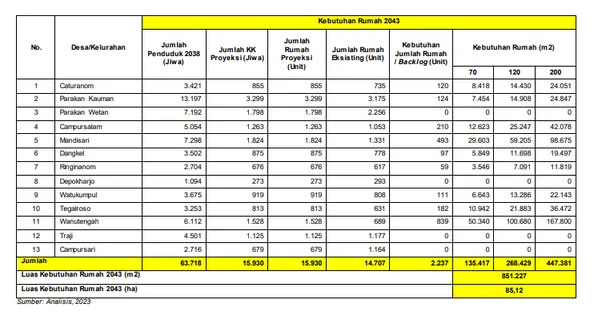 Kebutuhan Rumah 2043
No. Desa/Kelurahan Jumlah Penduduk 2038 (Jiwa) Jumlah KK Proyeksi (Jiwa) Jumlah Rumah Proyeksi (Unit) Jumlah Rumah Eksisting (Unit) Kebutuhan Jumlah Rumah / Backlog (Unit) Kebutuhan Rumah (m2)
70 120 200
1 Caturanom 3.421 855 855 735 120 8.418 14.430 24.051
2 Parakan Kauman 13.197 3.299 3.299 3.175 124 7.454 14.908 24.847
3 Parakan Wetan 7.192 1.798 1.798 2.256 0 0 0 0
4 Campursalam 5.054 1.263 1.263 1.053 210 12.623 25.247 42.078
5 Mandisari 7.298 1.824 1.824 1.331 493 29.603 59.205 98.675
6 Dangkel 3.502 875 875 778 97 5.849 11.698 19.497
7 Ringinanom 2.704 676 676 617 59 3.546 7.091 11.819
8 Depokharjo 1.094 273 273 293 0 0 0 0
9 Watukumpul 3.675 919 919 808 111 6.643 13.286 22.143
10 Tegalroso 3.253 813 813 631 182 10.942 21.883 36.472
11 Wanutengah 6.112 1.528 1.528 689 839 50.340 100.680 167.800
12 Traji 4.501 1.125 1.125 1.177 0 0 0 0
13 Campursari 2.716 679 679 1.164 0 0 0 0
Jumlah 63.718 15.930 15.930 14.707 2.237 135.417 268.429 447.381
Luas Kebutuhan Rumah 2043 (m2) 851.227
Luas Kebutuhan Rumah 2043 (ha) 85,12
Sumber: Analisis, 2023